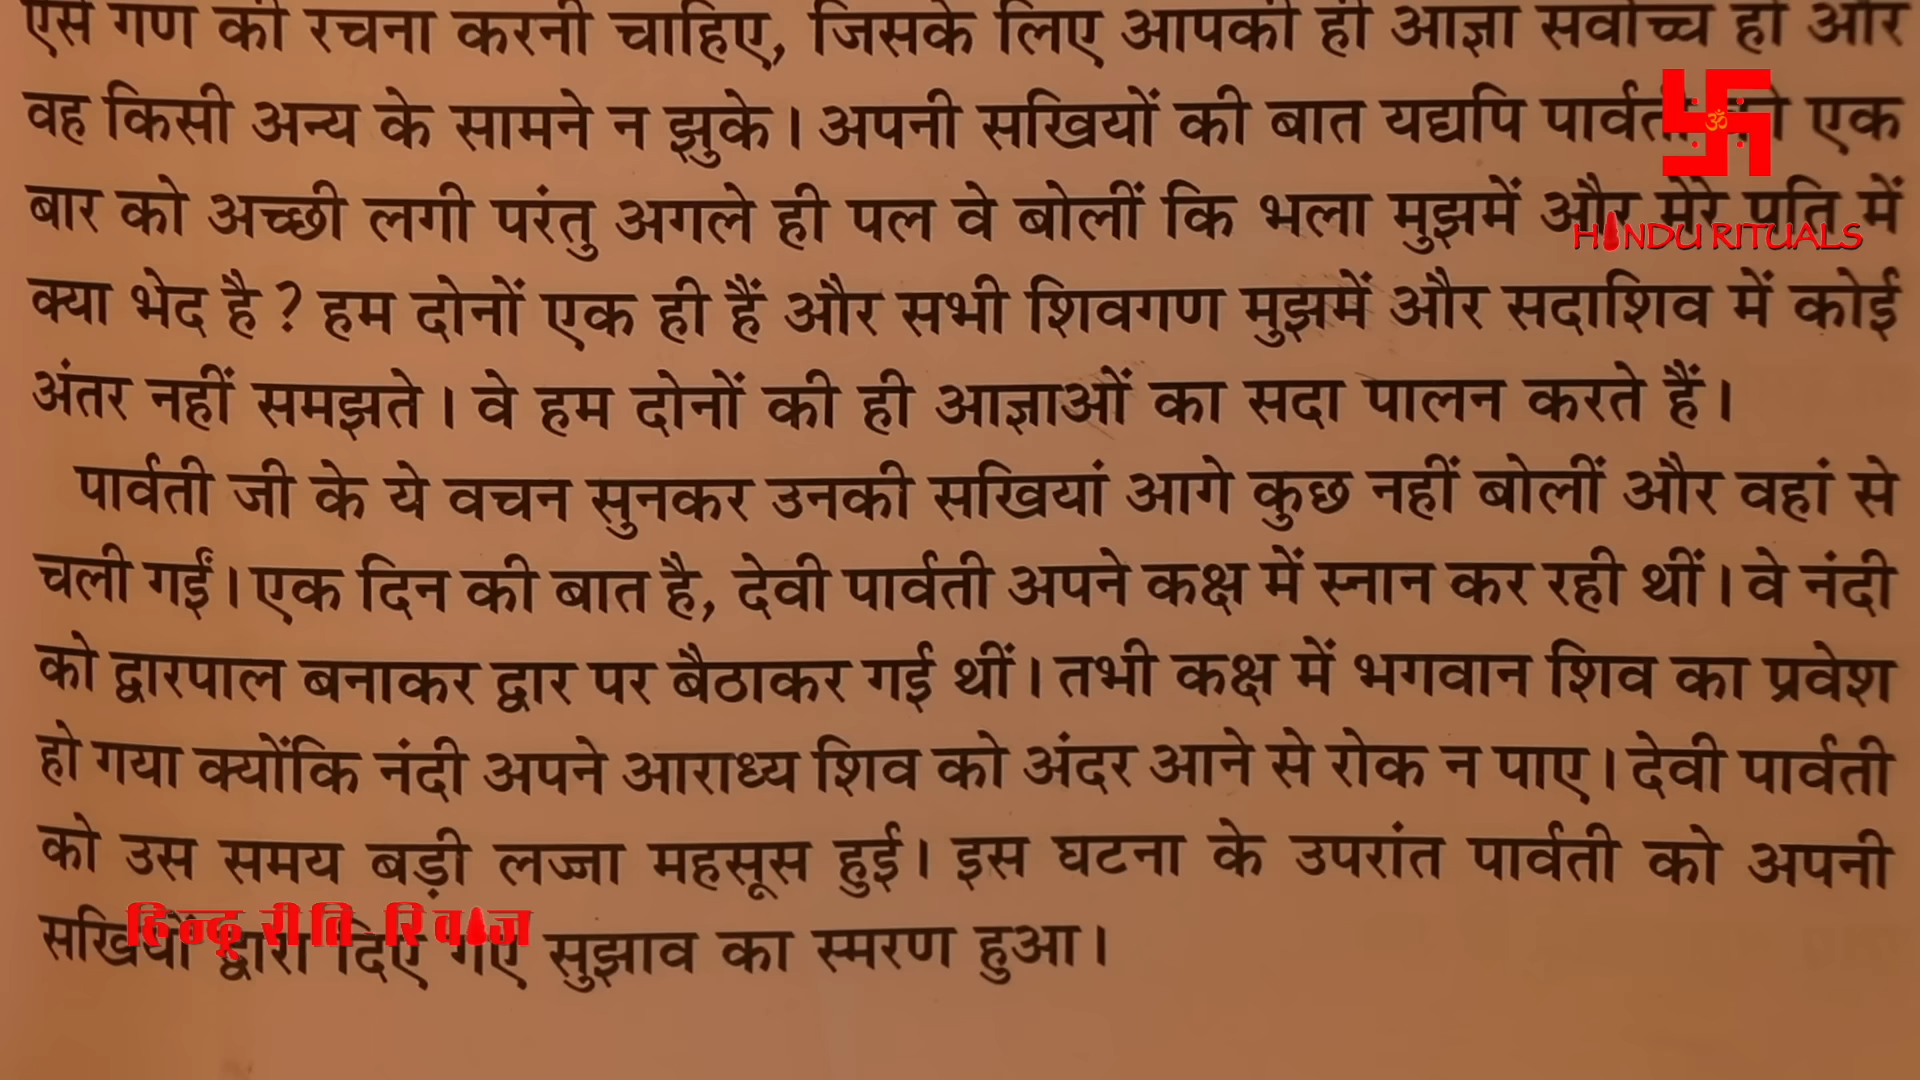 ऐसे गण की रचना करनी चाहिए, जिसके लिए आपकी ही आज्ञा सर्वोच्च हो और
वह किसी अन्य के सामने न झुके। अपनी सखियों की बात यद्यपि पार्वती को एक
बार को अच्छी लगी परंतु अगले ही पल वे बोलीं कि भला मुझमें और मेरे पति में
HINDU RITUALS
क्या भेद है ? हम दोनों एक ही हैं और सभी शिवगण मुझमें और सदाशिव में कोई
अंतर नहीं समझते। वे हम दोनों की ही आज्ञाओं का सदा पालन करते हैं।
पार्वती जी के ये वचन सुनकर उनकी सखियां आगे कुछ नहीं बोलीं और वहां से
चली गईं। एक दिन की बात है, देवी पार्वती अपने कक्ष में स्नान कर रही थीं। वे नंदी
को द्वारपाल बनाकर द्वार पर बैठाकर गई थीं। तभी कक्ष में भगवान शिव का प्रवेश
हो गया क्योंकि नंदी अपने आराध्य शिव को अंदर आने से रोक न पाए। देवी पार्वती
को उस समय बड़ी लज्जा महसूस हुई। इस घटना के उपरांत पार्वती को अपनी
हिन्दू रीति-रिवाज
सखियों द्वारा दिए गए सुझाव का स्मरण हुआ।